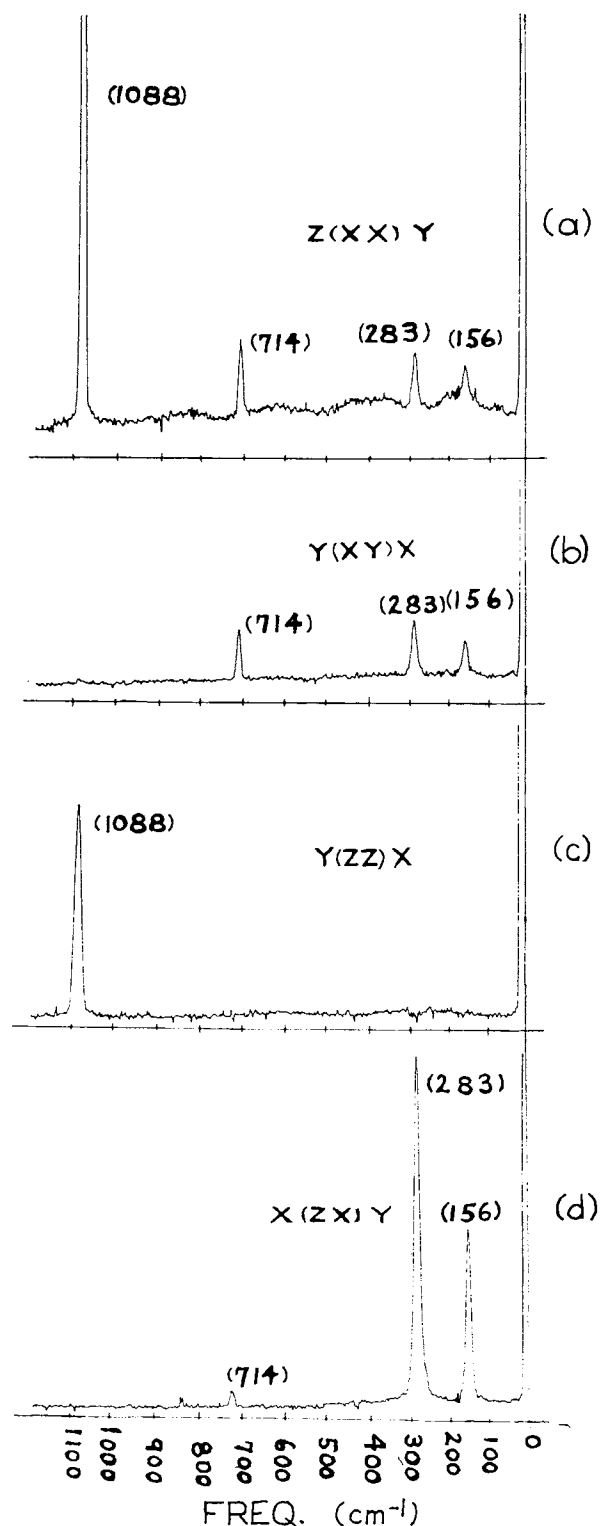 (1088)
Z(XX) Y
(a)
(714)
(283)
(156)
Y(XY)X
(b)
(714)
(283)
(156)
(1088)
Y(ZZ)X
(c)
(283)
X(ZX) Y
(156)
(d)
(714)
1100 1000 900 800 700 600 500 400 300 200 100 0
FREQ. (cm⁻¹)